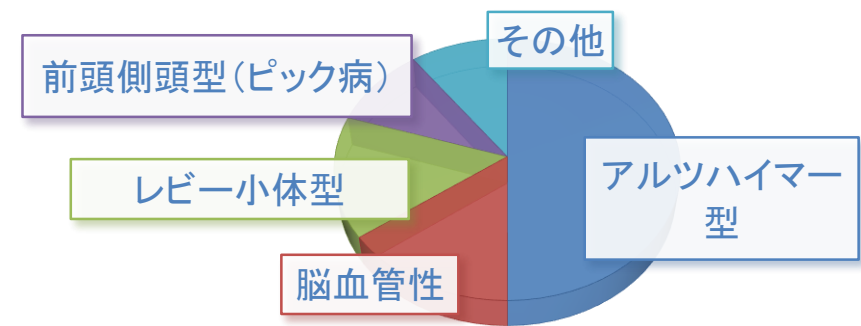 その他
前頭側頭型（ピック病）
アルツハイマー
型
レビー小体型
脳血管性